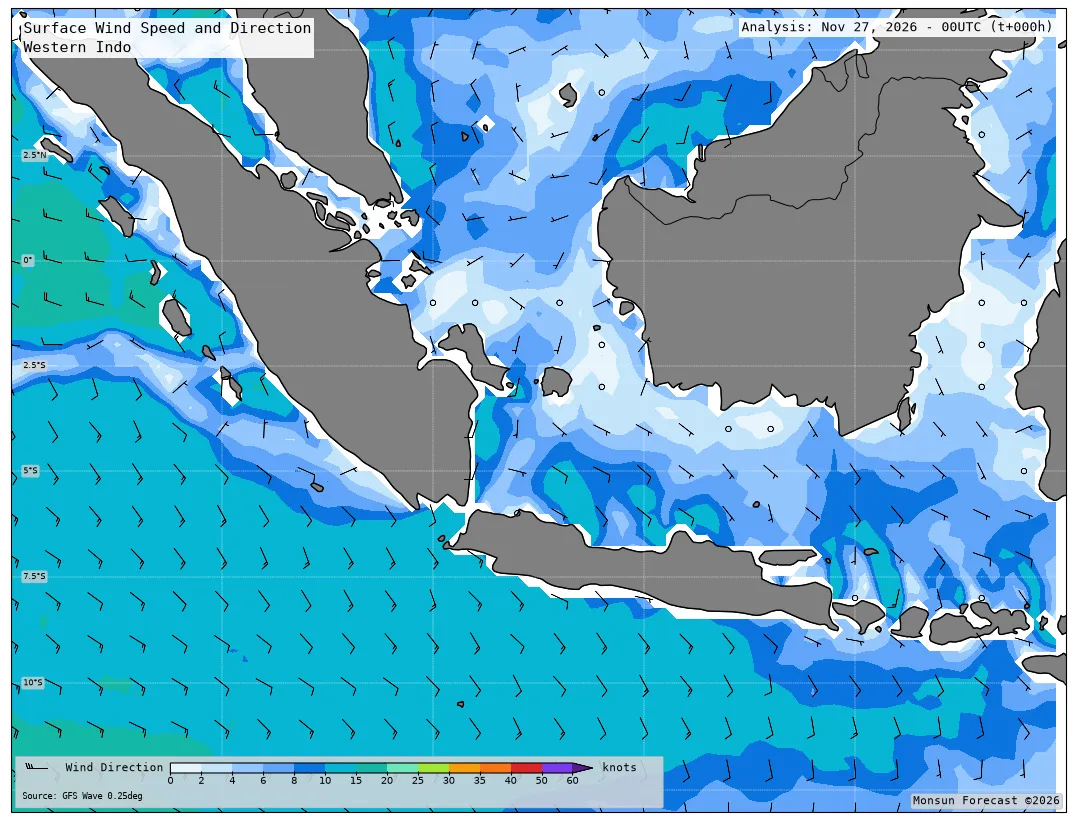 Surface Wind Speed and Direction
Western Indo
Analysis: Nov 27, 2026 - 00UTC (t+000h)
2.5°N
0°
2.5°S
5°S
7.5°S
10°S
Wind Direction
0 2 4 6 8 10 15 20 25 30 35 40 45 50 60
knots
Source: GFS Wave 0.25deg
Monsun Forecast ©2026